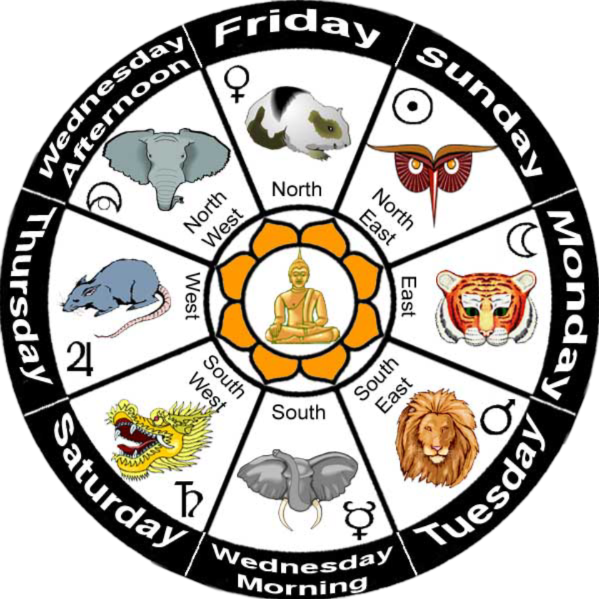 Friday
Sunday
Monday
Tuesday
Wednesday
Morning
Saturday
Thursday
Wednesday
Afternoon
North
North
East
East
South
East
South
South
West
West
North
West